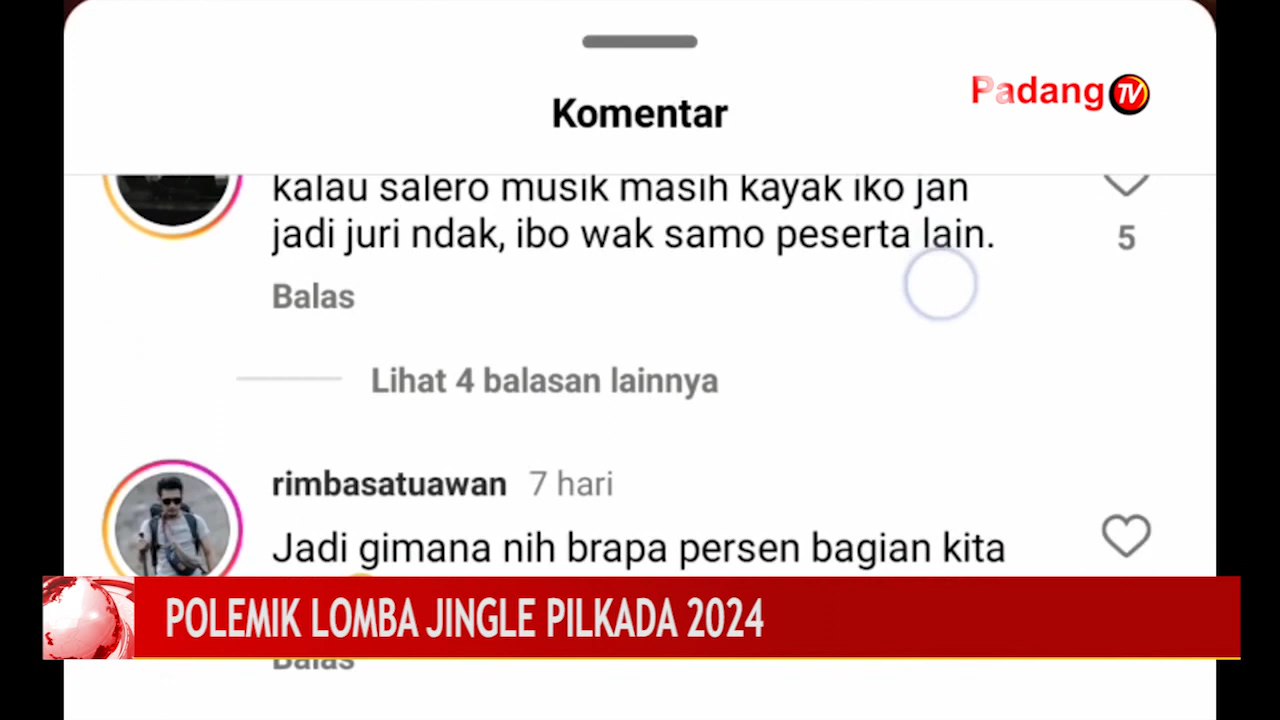 Padang TV
Komentar
kalau salero musik masih kayak iko jan
jadi juri ndak, ibo wak samo peserta lain.
5
Balas
Lihat 4 balasan lainnya
rimbasatuawan 7 hari
Jadi gimana nih brapa persen bagian kita
POLEMIK LOMBA JINGLE PILKADA 2024
Balas